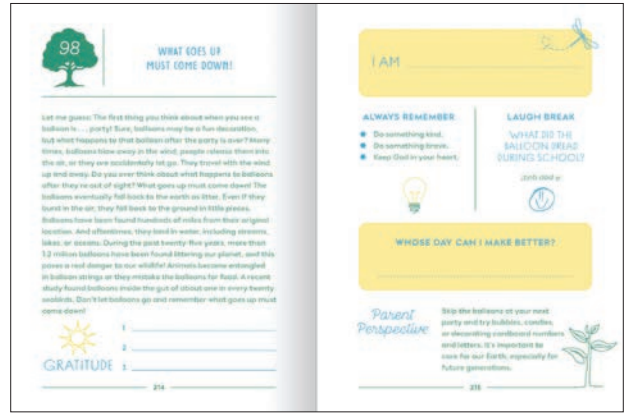 98
WHAT GOES UP
MUST COME DOWN!
Let me guess: The first thing you think about when you see a
balloon is . . . party! Sure, balloons may be a fun decoration,
but what happens to that balloon after the party is over? Many
times, balloons blow away in the wind; people release them into
the air, or they are accidentally let go. They travel with the wind
up and away. Do you ever think about what happens to balloons
after they're out of sight? What goes up must come down! The
balloons eventually fall back to the earth as litter. Even if they
burst in the air, they fall back to the ground in little pieces.
Balloons have been found hundreds of miles from their original
location. And oftentimes, they land in water, including streams,
lakes, or oceans. During the past twenty-five years, more than
1.2 million balloons have been found littering our planet, and this
poses a real danger to our wildlife! Animals become entangled
in balloon strings or they mistake the balloons for food. A recent
study found balloons inside the gut of about one in every twenty
seabirds. Don't let balloons go and remember what goes up must
come down!
GRATITUDE
1
2
3
214
I AM
ALWAYS REMEMBER
Do something kind.
Do something brave.
Keep God in your heart.
LAUGH BREAK
WHAT DID THE
BALLOON DREAD
DURING SCHOOL?
WHOSE DAY CAN I MAKE BETTER?
Parent
Perspective
Skip the balloons at your next
party and try bubbles, candles,
or decorating cardboard numbers
and letters. It's important to
care for our Earth, especially for
future generations.
215